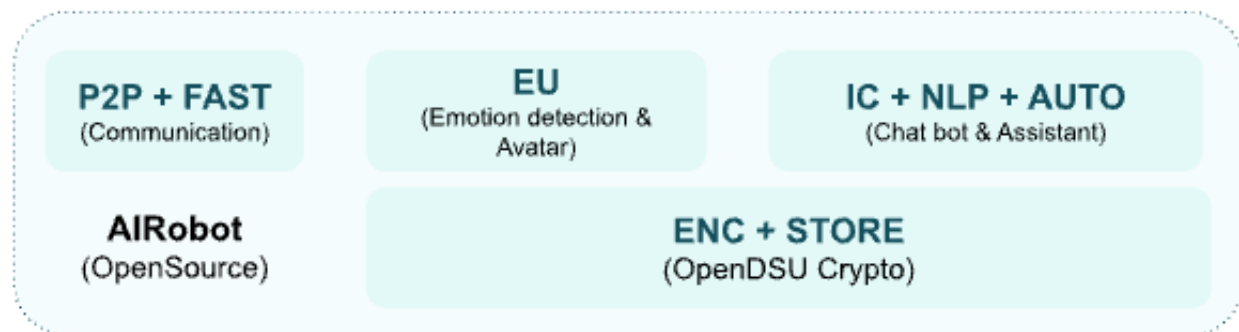 P2P + FAST
(Communication)
EU
(Emotion detection &
Avatar)
IC + NLP + AUTO
(Chat bot & Assistant)
AIRobot
(OpenSource)
ENC + STORE
(OpenDSU Crypto)